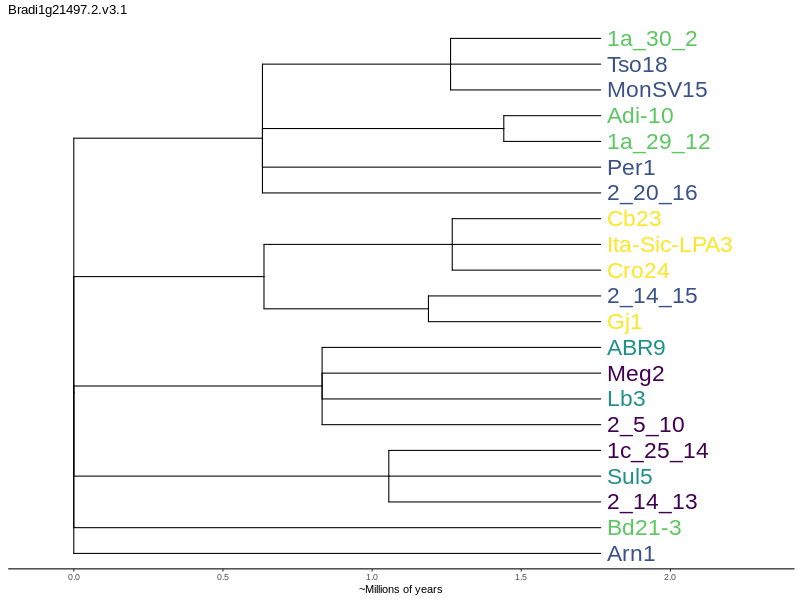 Bradi1g21497.2.v3.1
1a_30_2
Tso18
MonSV15
Adi-10
1a_29_12
Per1
2_20_16
Cb23
Ita-Sic-LPA3
Cro24
2_14_15
Gj1
ABR9
Meg2
Lb3
2_5_10
1c_25_14
Sul5
2_14_13
Bd21-3
Arn1
0.0 0.5 1.0 1.5 2.0
~Millions of years